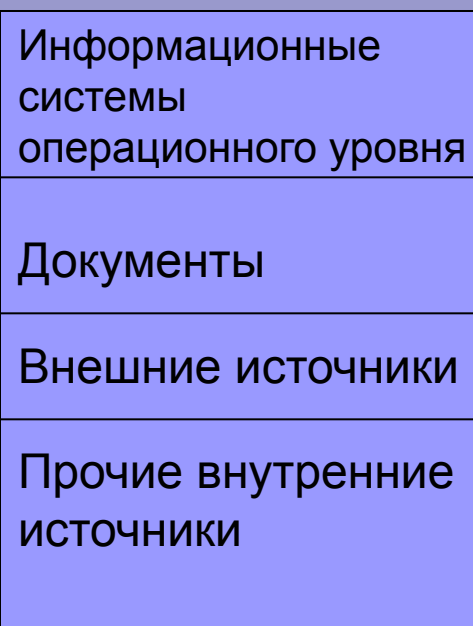 Информационные
системы
операционного уровня
Документы
Внешние источники
Прочие внутренние
источники